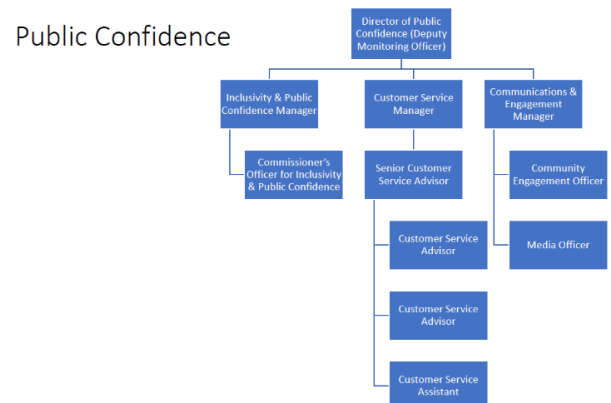 Public Confidence
Director of Public
Confidence (Deputy
Monitoring Officer)
Inclusivity & Public
Confidence Manager
Customer Service
Manager
Communications &
Engagement
Manager
Commissioner's
Officer for Inclusivity
& Public Confidence
Senior Customer
Service Advisor
Community
Engagement Officer
Customer Service
Advisor
Media Officer
Customer Service
Advisor
Customer Service
Assistant